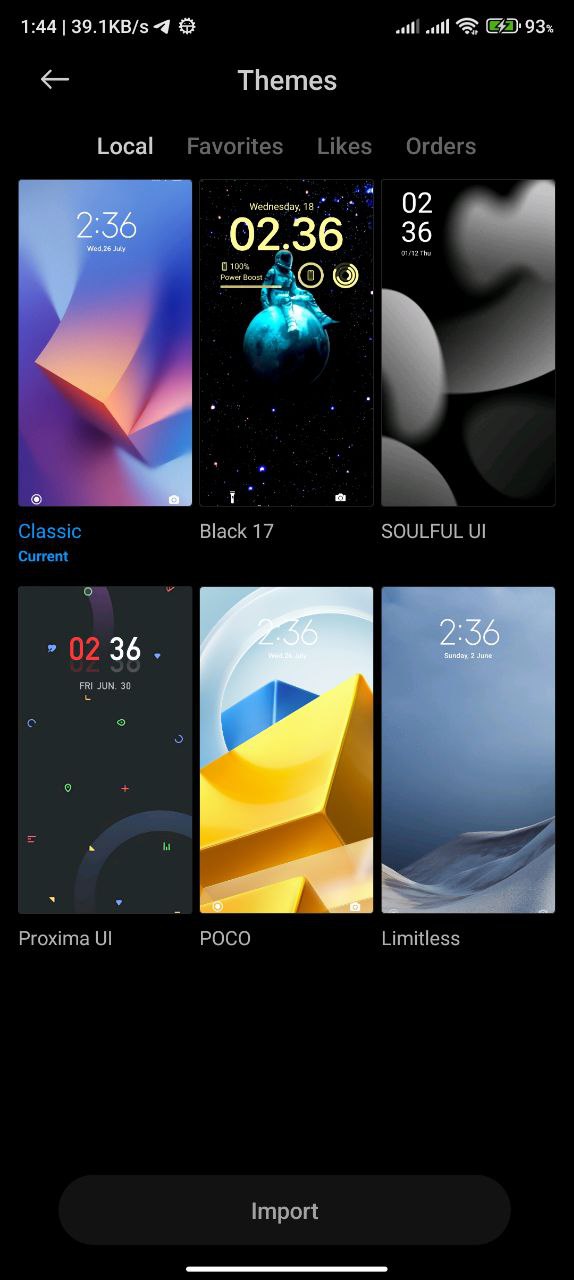 1:44 | 39.1KB/s
93%
Themes
Local Favorites Likes Orders
2:36
Wed,26 July
Wednesday, 18
02.36
100%
Power Boost
02
36
01/12 Thu
Classic
Current
Black 17
SOULFUL UI
02 36
FRI JUN. 30
2:36
Wed,26 July
2:36
Sunday, 2 June
Proxima UI
POCO
Limitless
Import